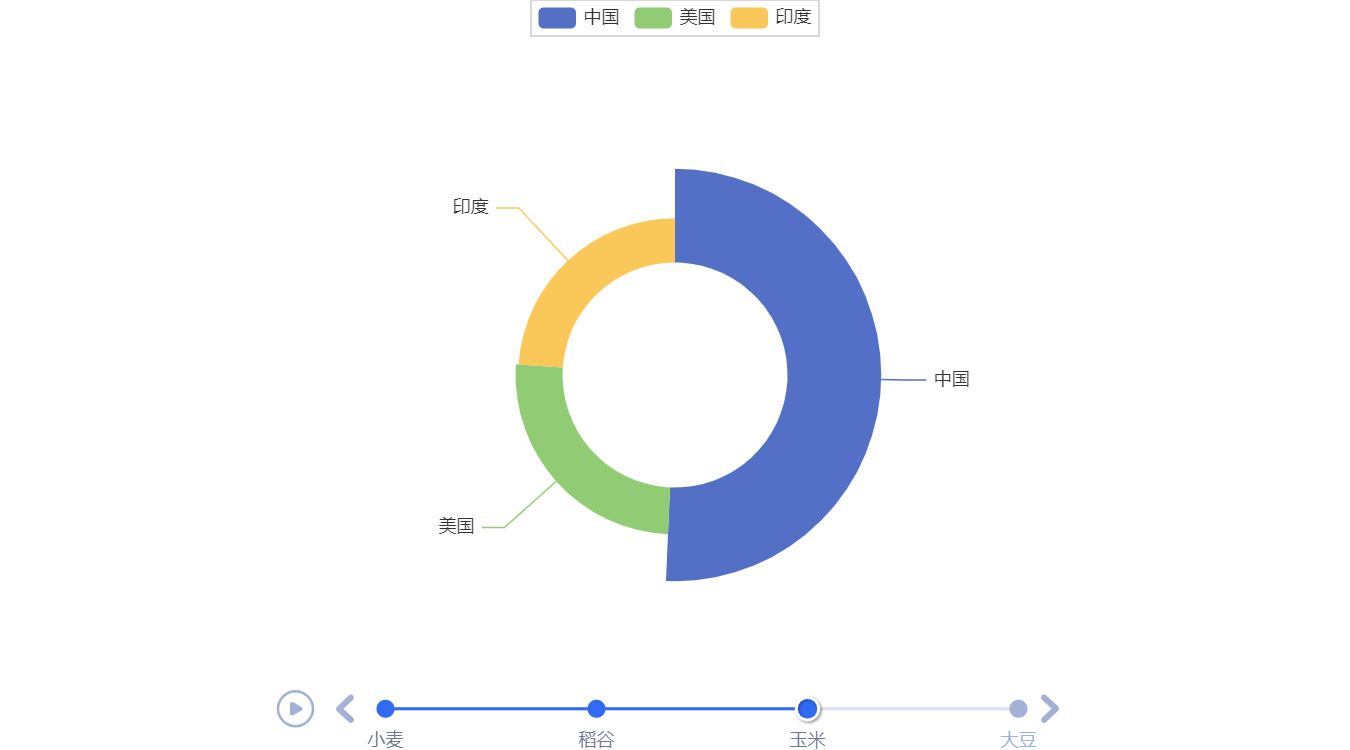 中国 美国 印度
印度
中国
美国
小麦 稻谷 玉米 大豆